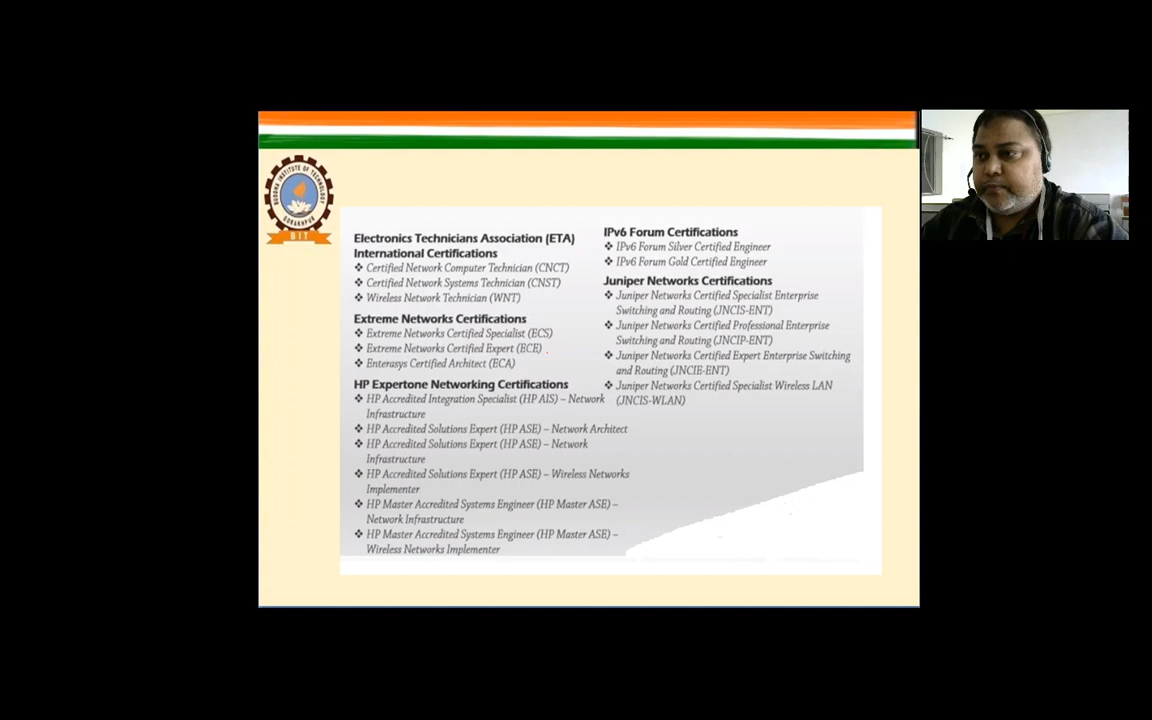 BUDDHA INSTITUTE OF TECHNOLOGY
GORAKHPUR
BIT
Electronics Technicians Association (ETA)
International Certifications
❖ Certified Network Computer Technician (CNCT)
❖ Certified Network Systems Technician (CNST)
❖ Wireless Network Technician (WNT)
Extreme Networks Certifications
❖ Extreme Networks Certified Specialist (ECS)
❖ Extreme Networks Certified Expert (ECE)
❖ Enterasys Certified Architect (ECA)
HP Expertone Networking Certifications
❖ HP Accredited Integration Specialist (HP AIS) – Network
Infrastructure
❖ HP Accredited Solutions Expert (HP ASE) – Network Architect
❖ HP Accredited Solutions Expert (HP ASE) – Network
Infrastructure
❖ HP Accredited Solutions Expert (HP ASE) – Wireless Networks
Implementer
❖ HP Master Accredited Systems Engineer (HP Master ASE) –
Network Infrastructure
❖ HP Master Accredited Systems Engineer (HP Master ASE) –
Wireless Networks Implementer
IPv6 Forum Certifications
❖ IPv6 Forum Silver Certified Engineer
❖ IPv6 Forum Gold Certified Engineer
Juniper Networks Certifications
❖ Juniper Networks Certified Specialist Enterprise
Switching and Routing (JNCIS-ENT)
❖ Juniper Networks Certified Professional Enterprise
Switching and Routing (JNCIP-ENT)
❖ Juniper Networks Certified Expert Enterprise Switching
and Routing (JNCIE-ENT)
❖ Juniper Networks Certified Specialist Wireless LAN
(JNCIS-WLAN)